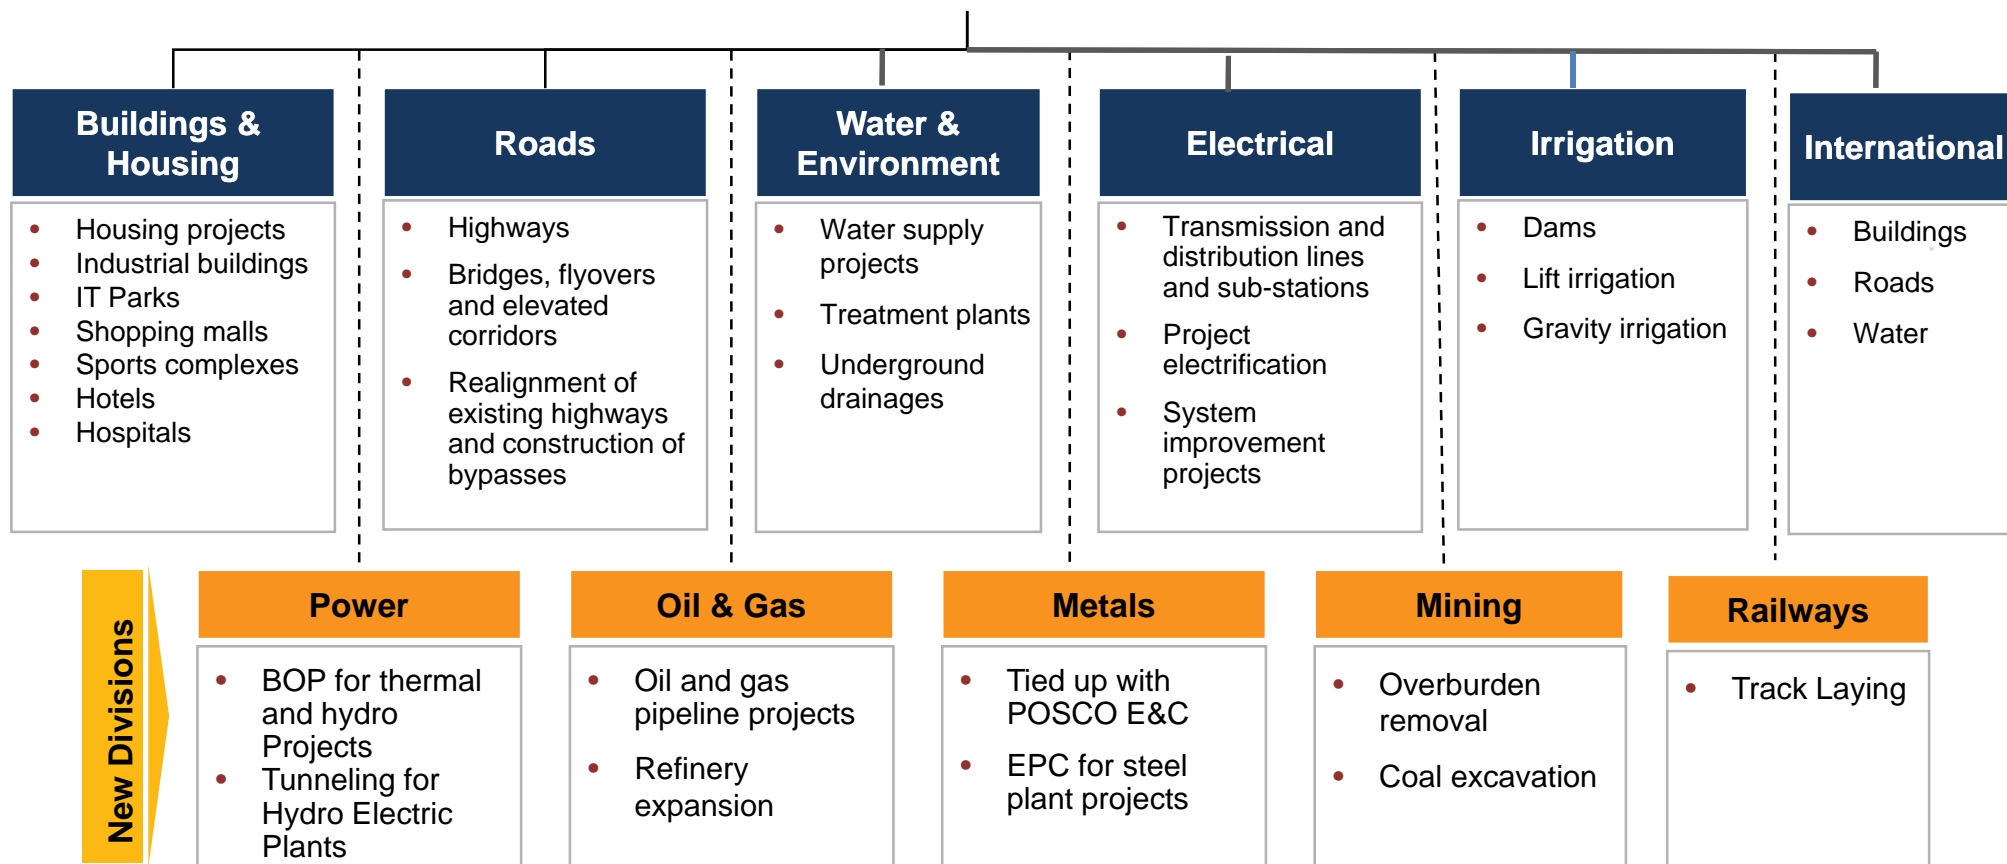 Buildings &
Housing
Housing projects
Industrial buildings
IT Parks
Shopping malls
Sports complexes
Hotels
Hospitals
Roads
Highways
Bridges, flyovers
and elevated
corridors
Realignment of
existing highways
and construction of
bypasses
Water &
Environment
Water supply
projects
Treatment plants
Underground
drainages
Electrical
Transmission and
distribution lines
and sub-stations
Project
electrification
System
improvement
projects
Irrigation
Dams
Lift irrigation
Gravity irrigation
International
Buildings
Roads
Water
New Divisions
Power
BOP for thermal
and hydro
Projects
Tunneling for
Hydro Electric
Plants
Oil & Gas
Oil and gas
pipeline projects
Refinery
expansion
Metals
Tied up with
POSCO E&C
EPC for steel
plant projects
Mining
Overburden
removal
Coal excavation
Railways
Track Laying